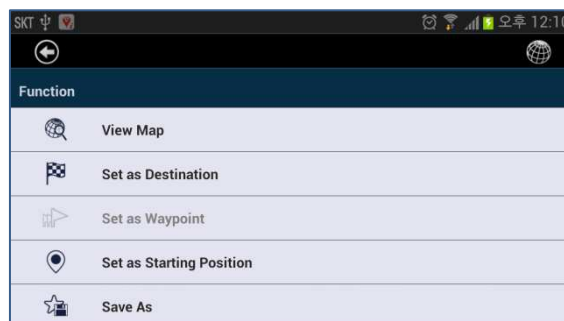 SKT 오후 12:10
Function
View Map
Set as Destination
Set as Waypoint
Set as Starting Position
Save As